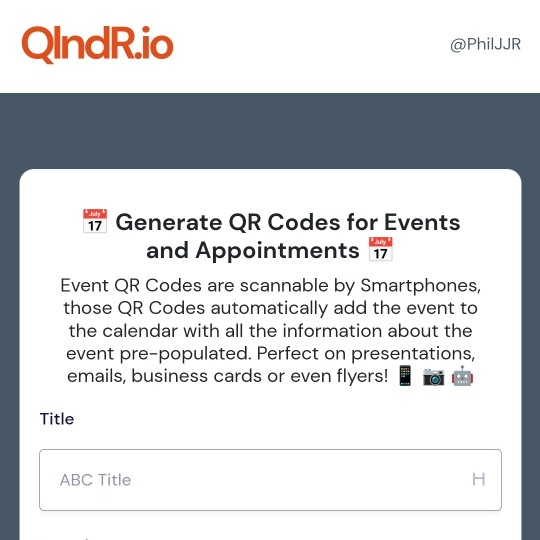 QIndR.io
@PhilJJR
📅 Generate QR Codes for Events
and Appointments 📅
Event QR Codes are scannable by Smartphones,
those QR Codes automatically add the event to
the calendar with all the information about the
event pre-populated. Perfect on presentations,
emails, business cards or even flyers! 📱 📷 🤖
Title
ABC Title